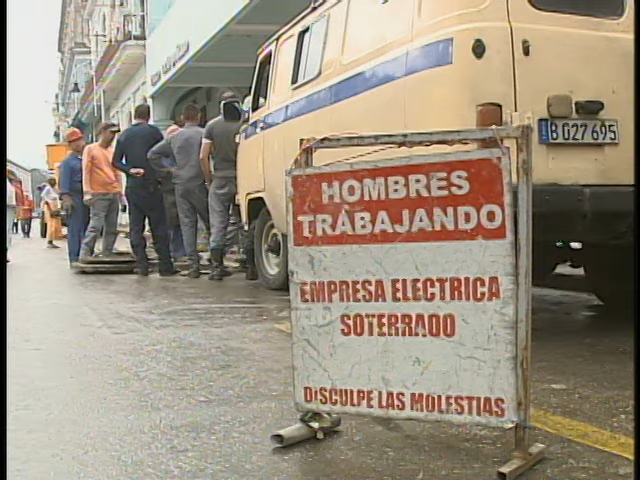 HOMBRES
TRABAJANDO
EMPRESA ELECTRICA
SOTERRADO
DISCULPE LAS MOLESTIAS
B 027 695